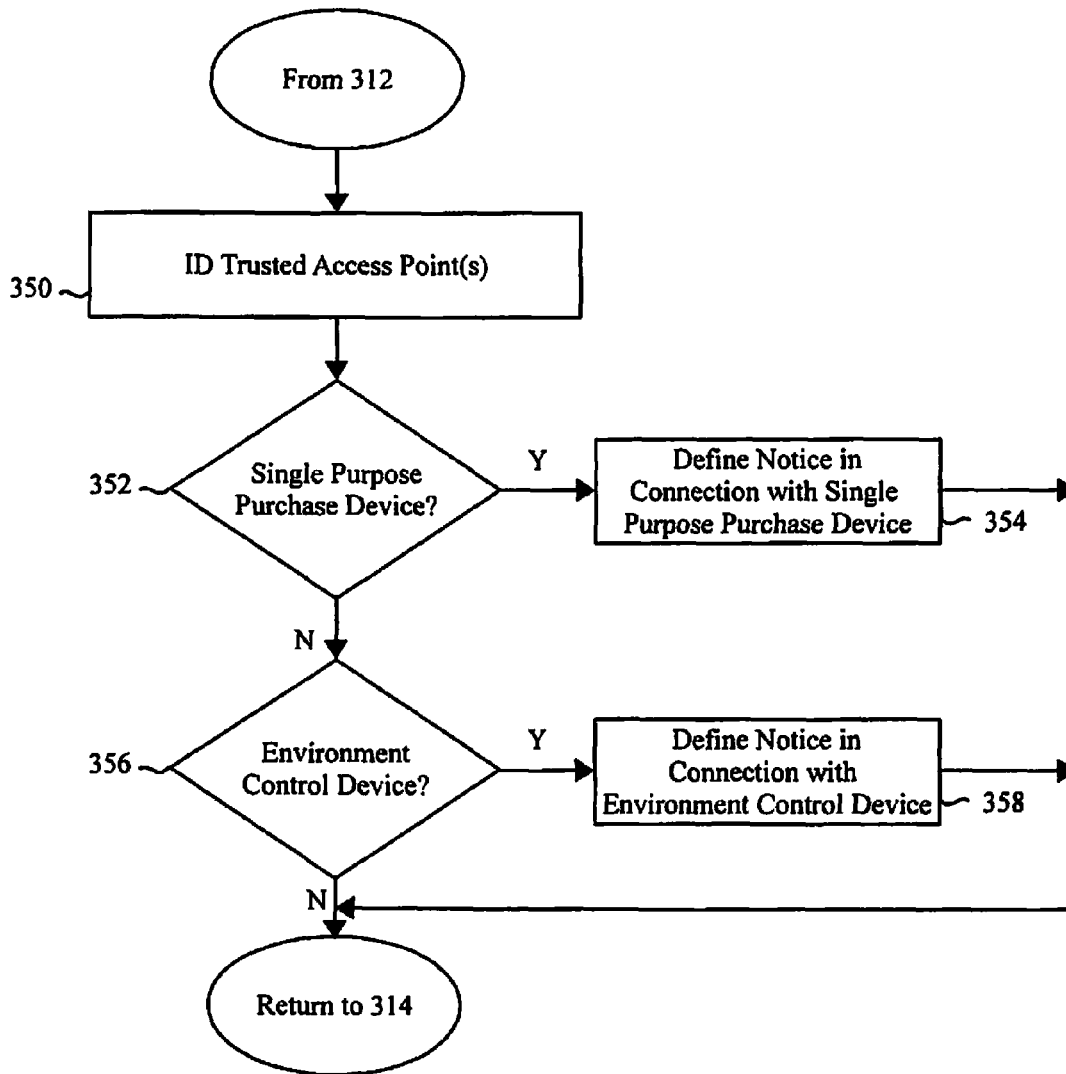 From 312
ID Trusted Access Point(s)
350
352
Single Purpose
Purchase Device?
Y
Define Notice in
Connection with Single
Purpose Purchase Device
354
N
356
Environment
Control Device?
Y
Define Notice in
Connection with
Environment Control Device
358
N
Return to 314